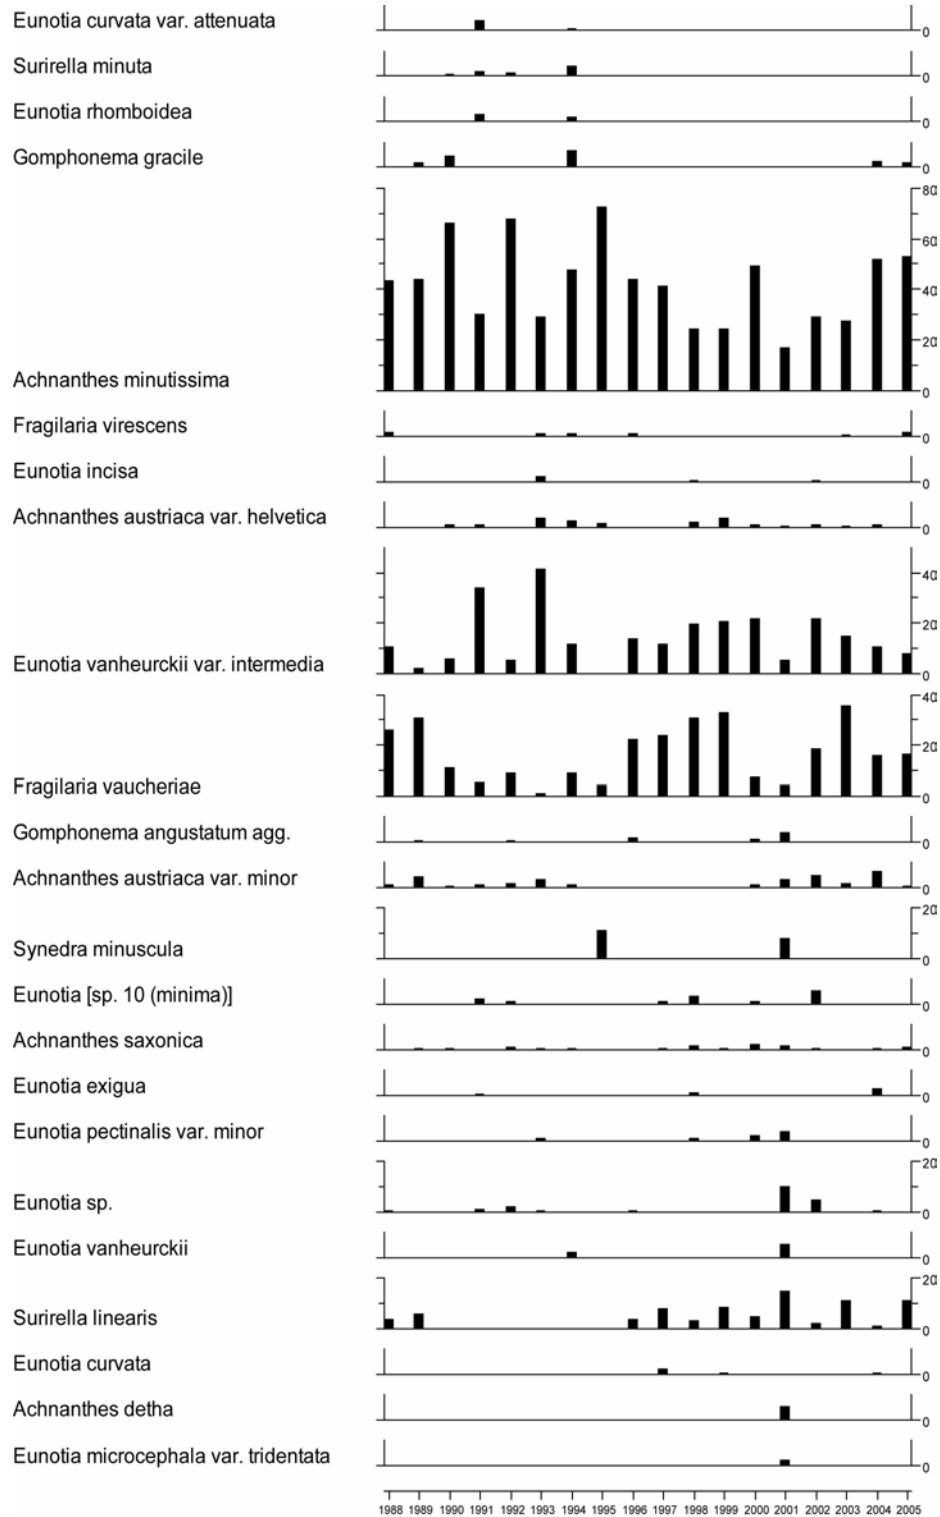 Eunotia curvata var. attenuata
0
Surirella minuta
0
Eunotia rhomboidea
0
Gomphonema gracile
0
80
60
40
20
Achnanthes minutissima
0
Fragilaria virescens
0
Eunotia incisa
0
Achnanthes austriaca var. helvetica
0
40
20
Eunotia vanheurckii var. intermedia
0
40
20
Fragilaria vaucheriae
0
Gomphonema angustatum agg.
0
Achnanthes austriaca var. minor
0
20
Synedra minuscula
0
Eunotia [sp. 10 (minima)]
0
Achnanthes saxonica
0
Eunotia exigua
0
Eunotia pectinalis var. minor
0
20
Eunotia sp.
0
Eunotia vanheurckii
0
20
Surirella linearis
0
Eunotia curvata
0
Achnanthes detha
0
Eunotia microcephala var. tridentata
0
1988 1989 1990 1991 1992 1993 1994 1995 1996 1997 1998 1999 2000 2001 2002 2003 2004 2005